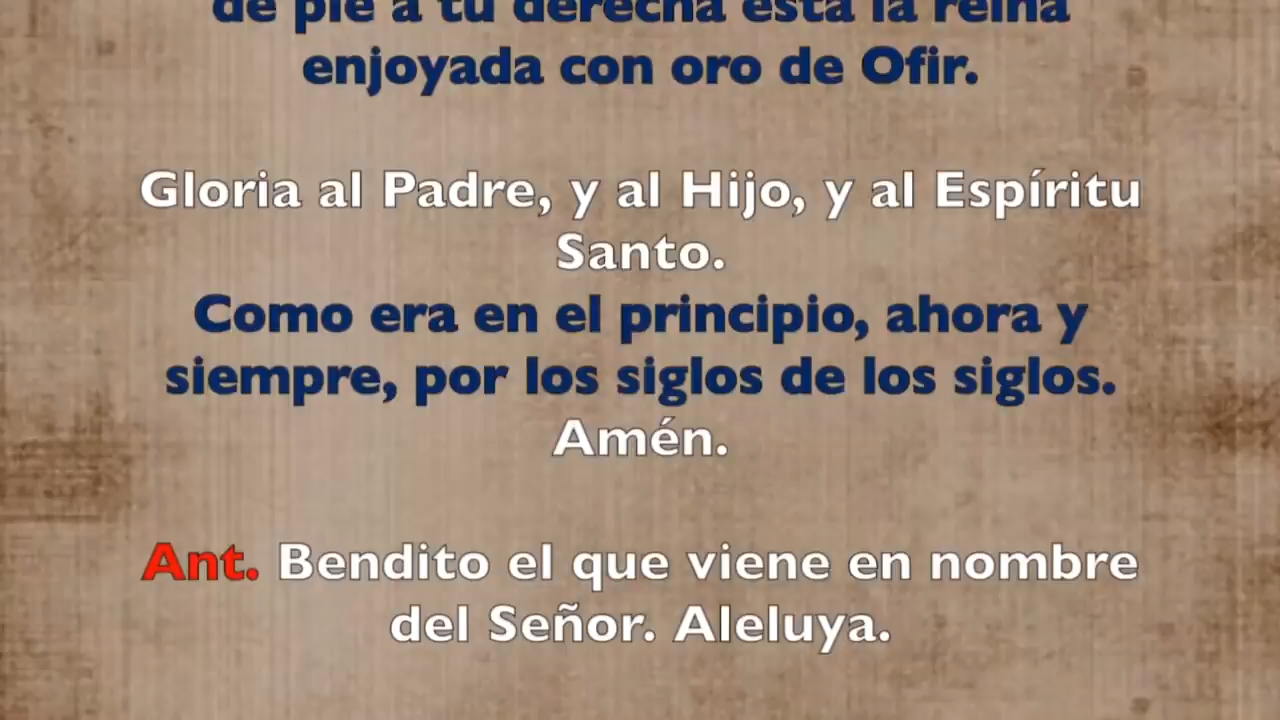 de pie a tu derecha está la reina
enjoyada con oro de Ofir.
Gloria al Padre, y al Hijo, y al Espíritu
Santo.
Como era en el principio, ahora y
siempre, por los siglos de los siglos.
Amén.
Ant. Bendito el que viene en nombre
del Señor. Aleluya.